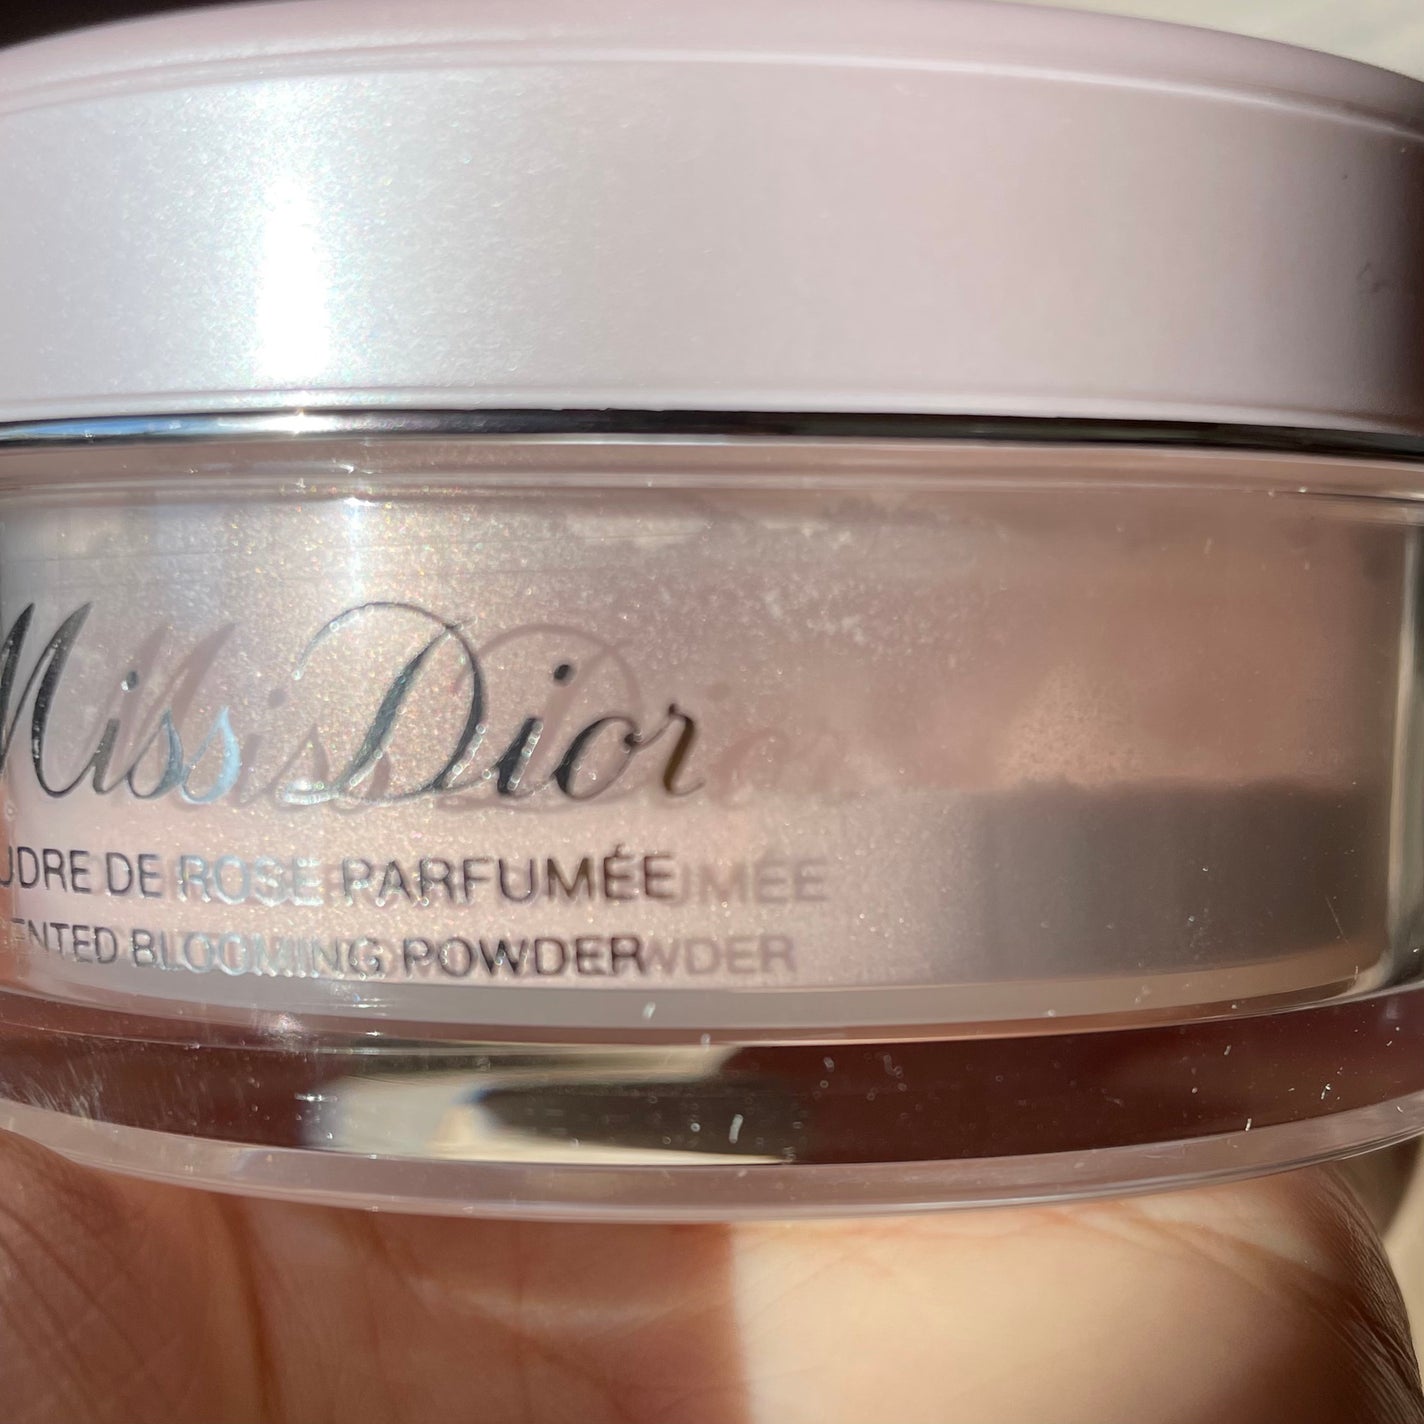 Miss Dior
UDRE DE ROSE PARFUMÉE
ENTED BLOOMING POWDER